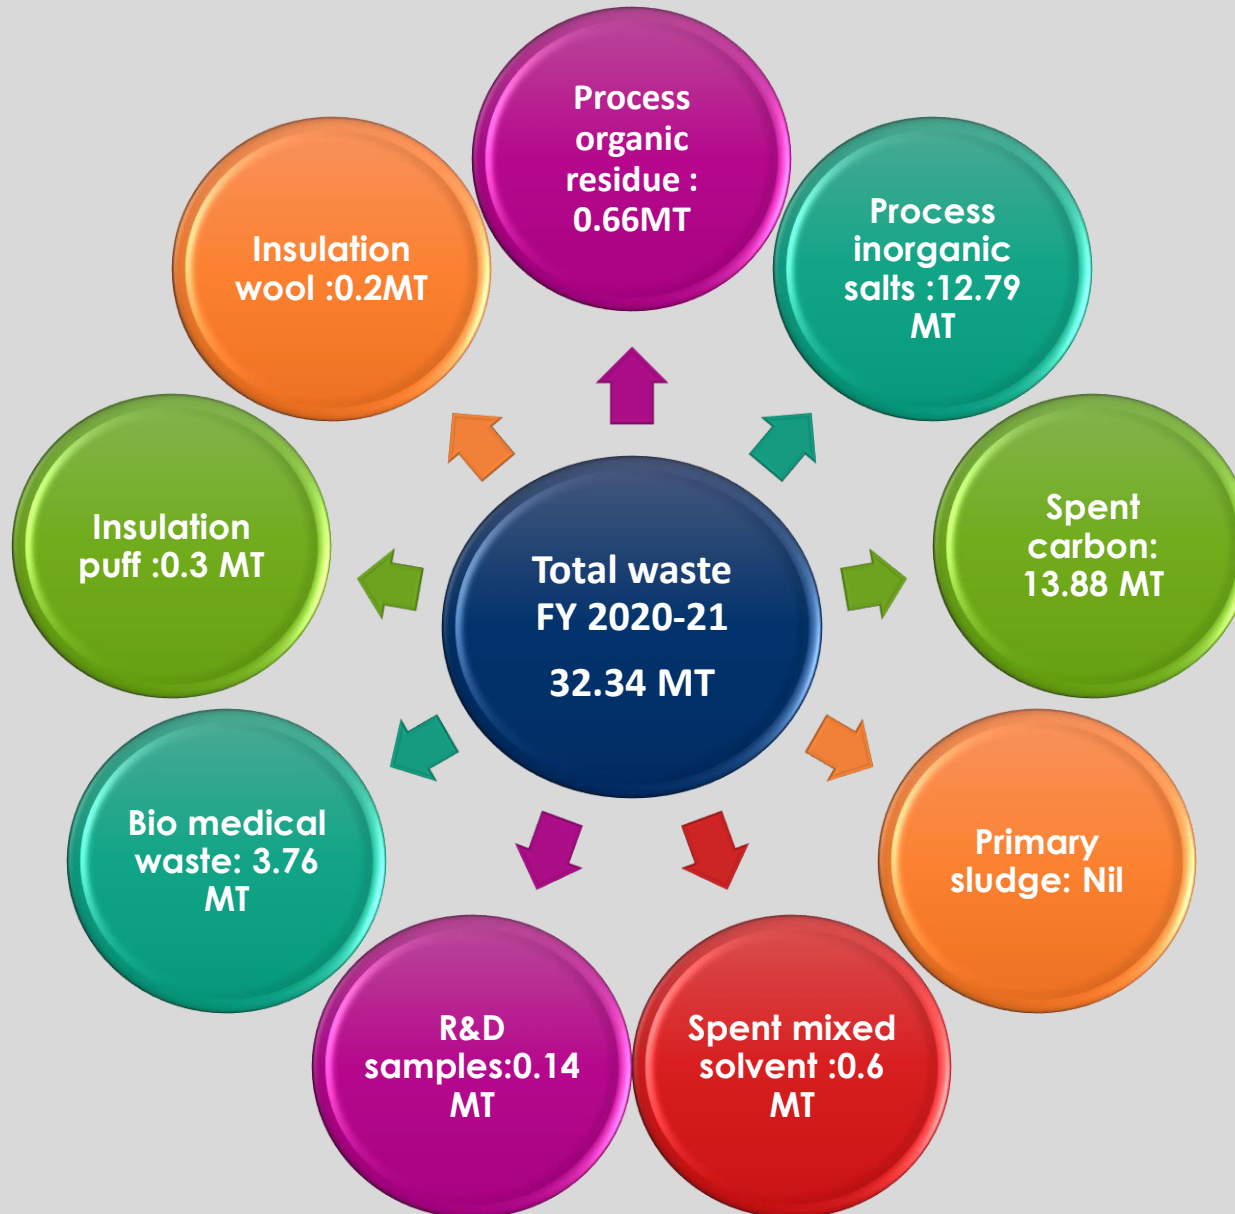 Process
organic
residue :
0.66MT
Process
inorganic
salts :12.79
MT
Spent
carbon:
13.88 MT
Primary
sludge: Nil
Spent mixed
solvent :0.6
MT
R&D
samples:0.14
MT
Bio medical
waste: 3.76
MT
Insulation
puff :0.3 MT
Insulation
wool :0.2MT
Total waste
FY 2020-21
32.34 MT